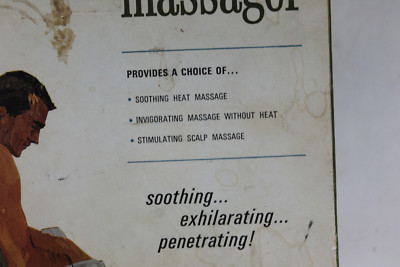 massager
PROVIDES A CHOICE OF...
• SOOTHING HEAT MASSAGE
• INVIGORATING MASSAGE WITHOUT HEAT
• STIMULATING SCALP MASSAGE
soothing...
exhilarating...
penetrating!